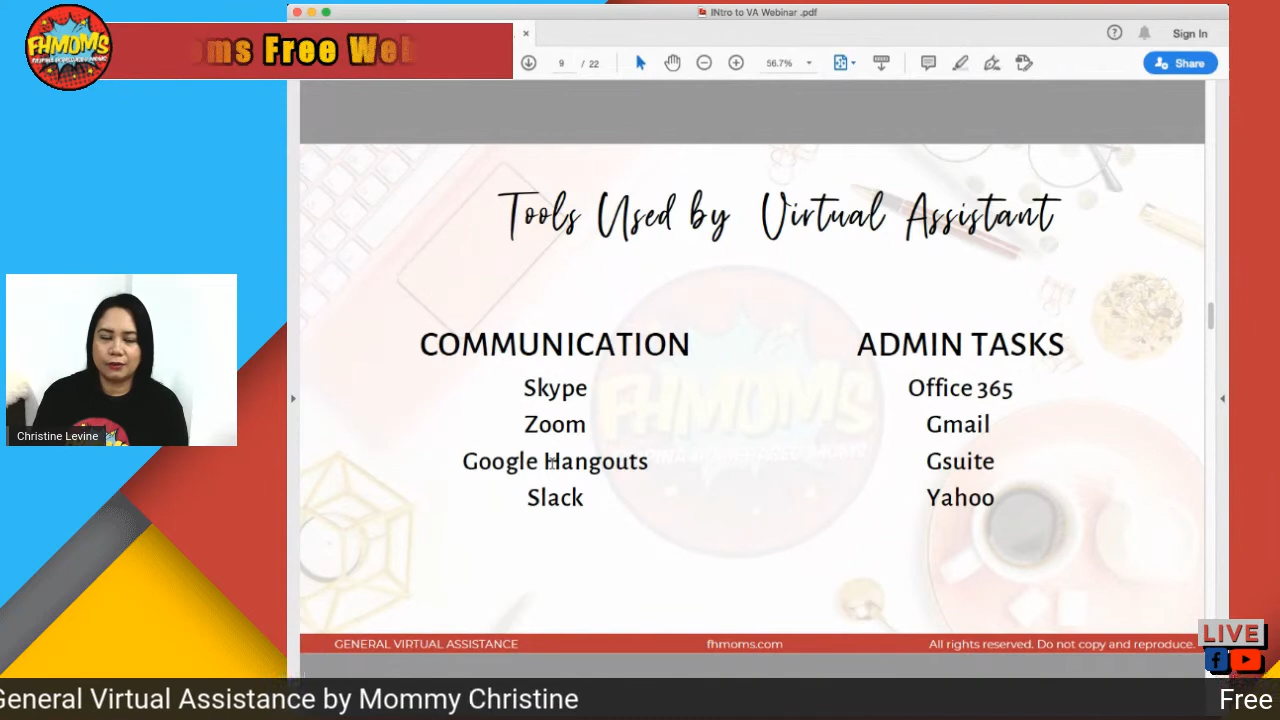 INtro to VA Webinar .pdf
FHMOMS
ms Free Web
Sign In
9 / 22
56.7%
Share
Tools Used by Virtual Assistant
COMMUNICATION
Skype
Zoom
Google Hangouts
Slack
ADMIN TASKS
Office 365
Gmail
Gsuite
Yahoo
FHMOMS
Christine Levine
GENERAL VIRTUAL ASSISTANCE
fhmoms.com
All rights reserved. Do not copy and reproduce.
LIVE
General Virtual Assistance by Mommy Christine
Free